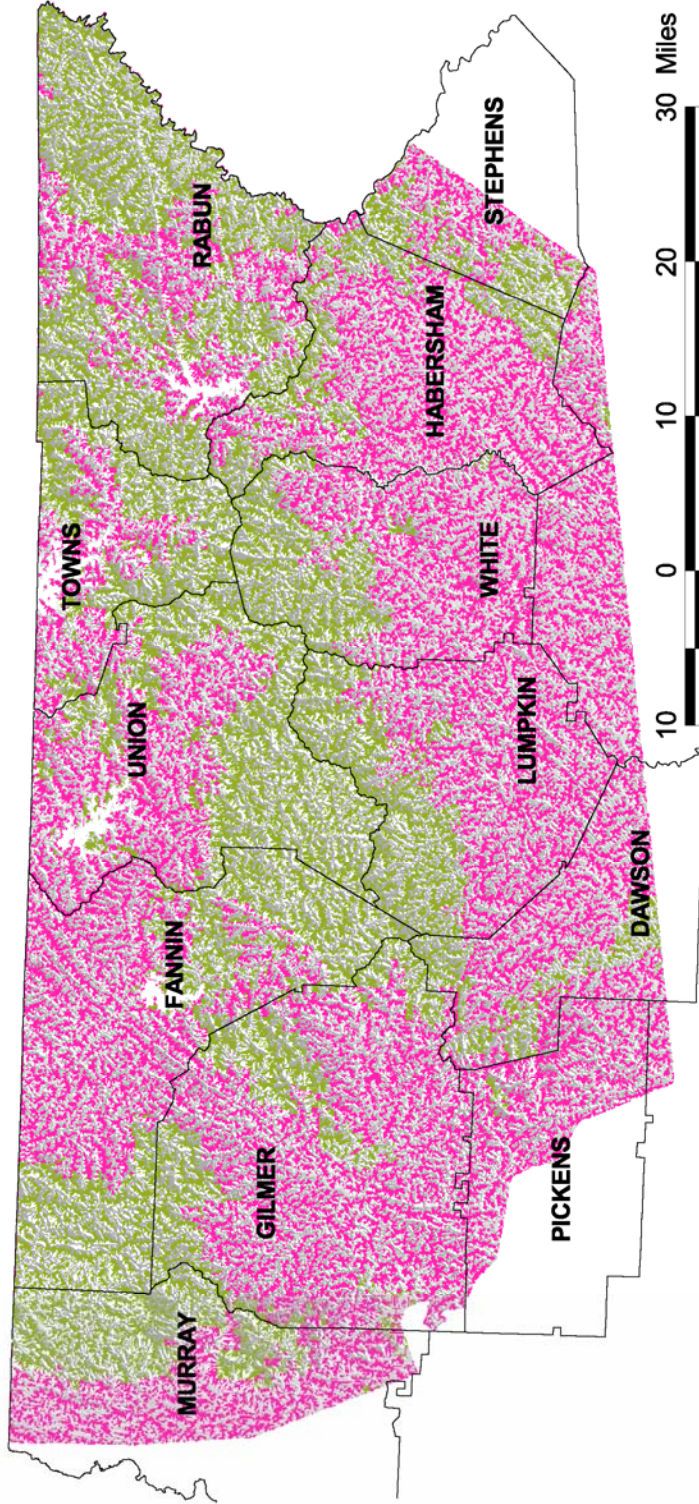 TOWNS
RABUN
UNION
FANNIN
MURRAY
GILMER
WHITE
HABERSHAM
STEPHENS
LUMPKIN
PICKENS
DAWSON
10 0 10 20 30 Miles